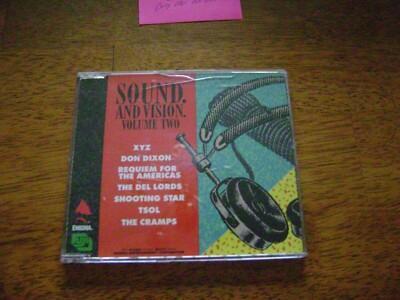 SOUND.
AND VISION.
VOLUME TWO
XYZ
DON DIXON
REQUIEM FOR
THE AMERICAS
THE DEL LORDS
SHOOTING STAR
TSOL
THE CRAMPS
ENIGMA